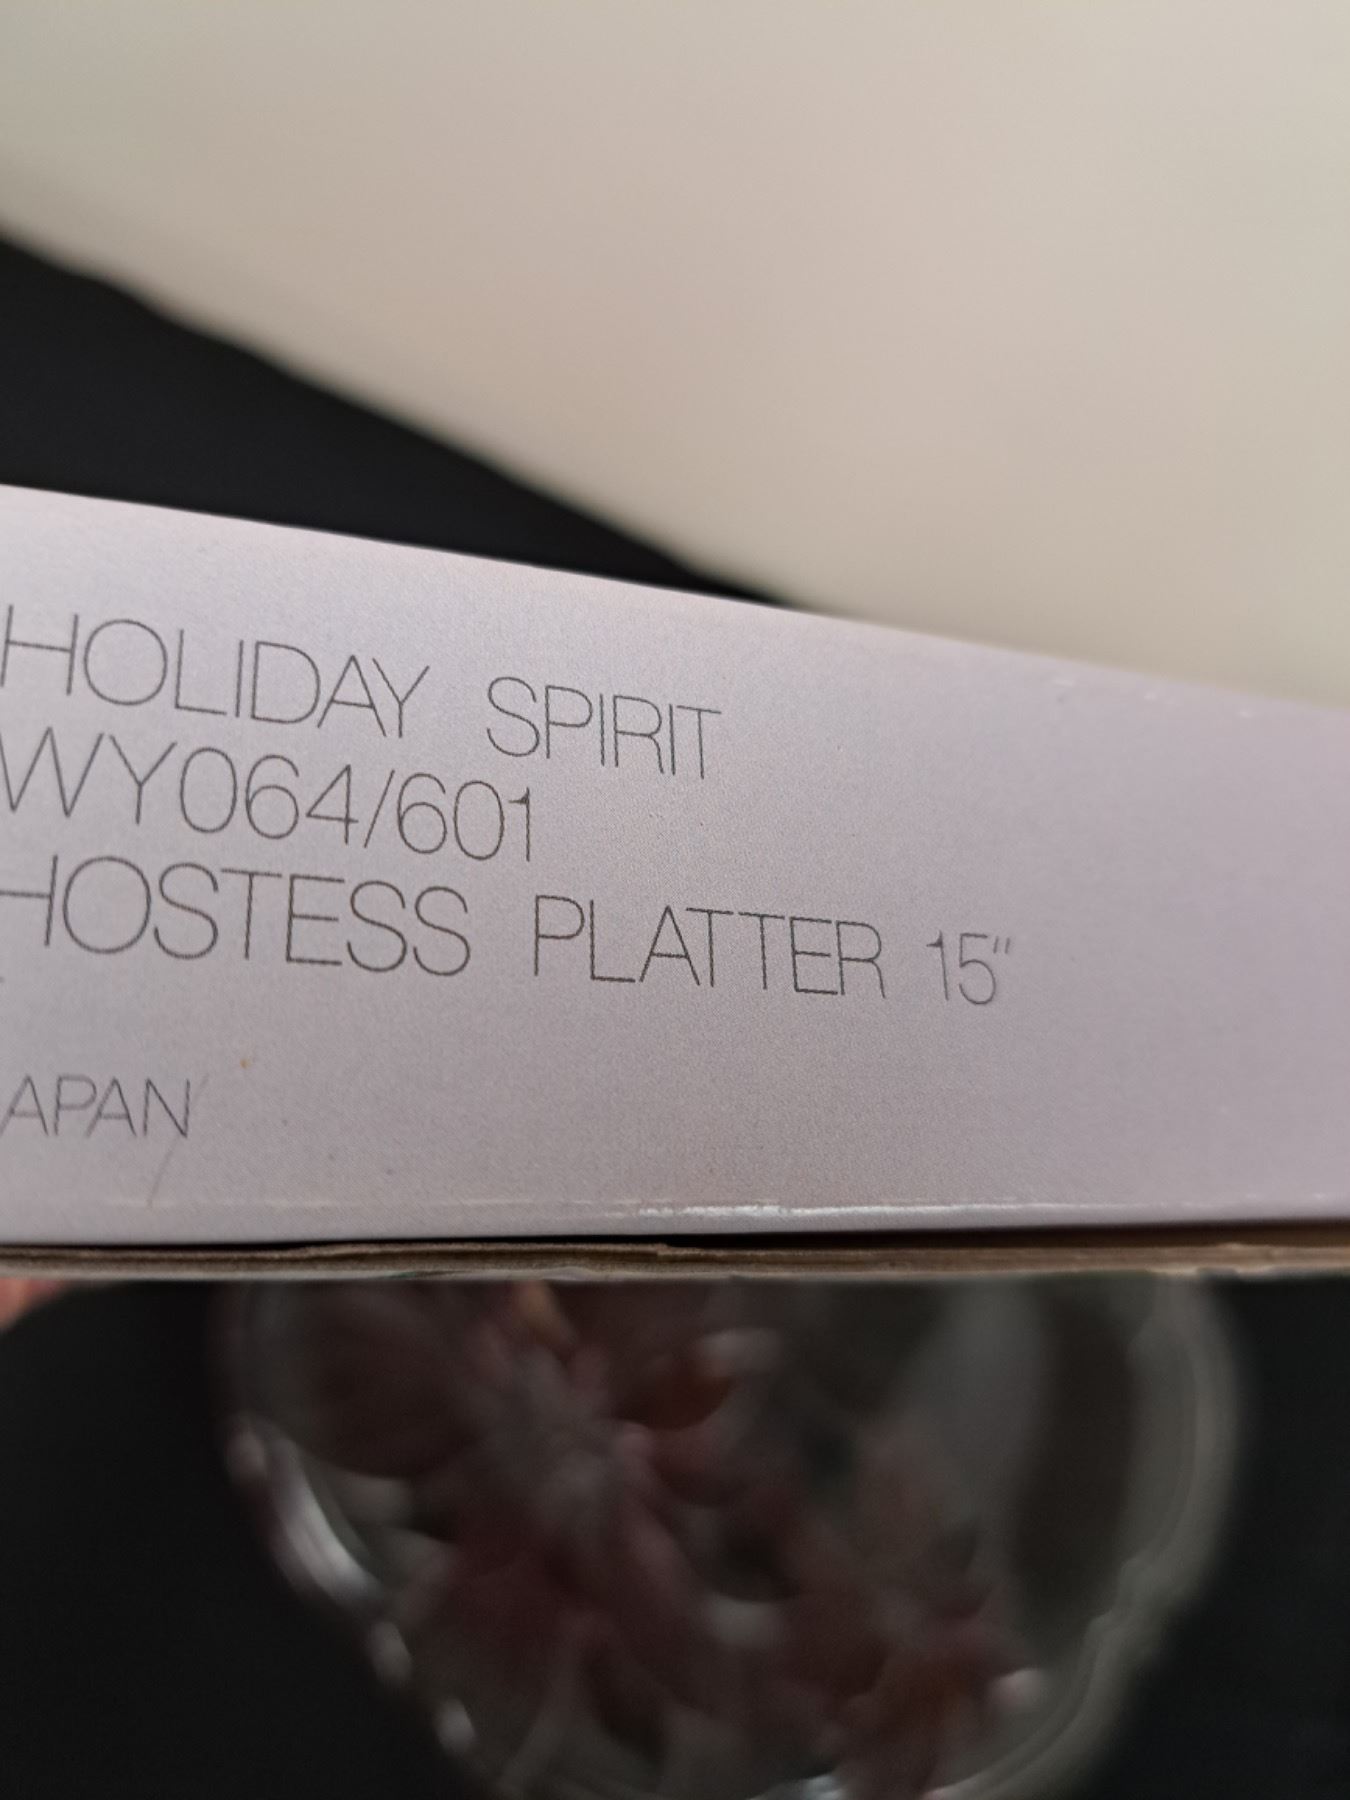 HOLIDAY SPIRIT
WY064/601
HOSTESS PLATTER 15"
APAN